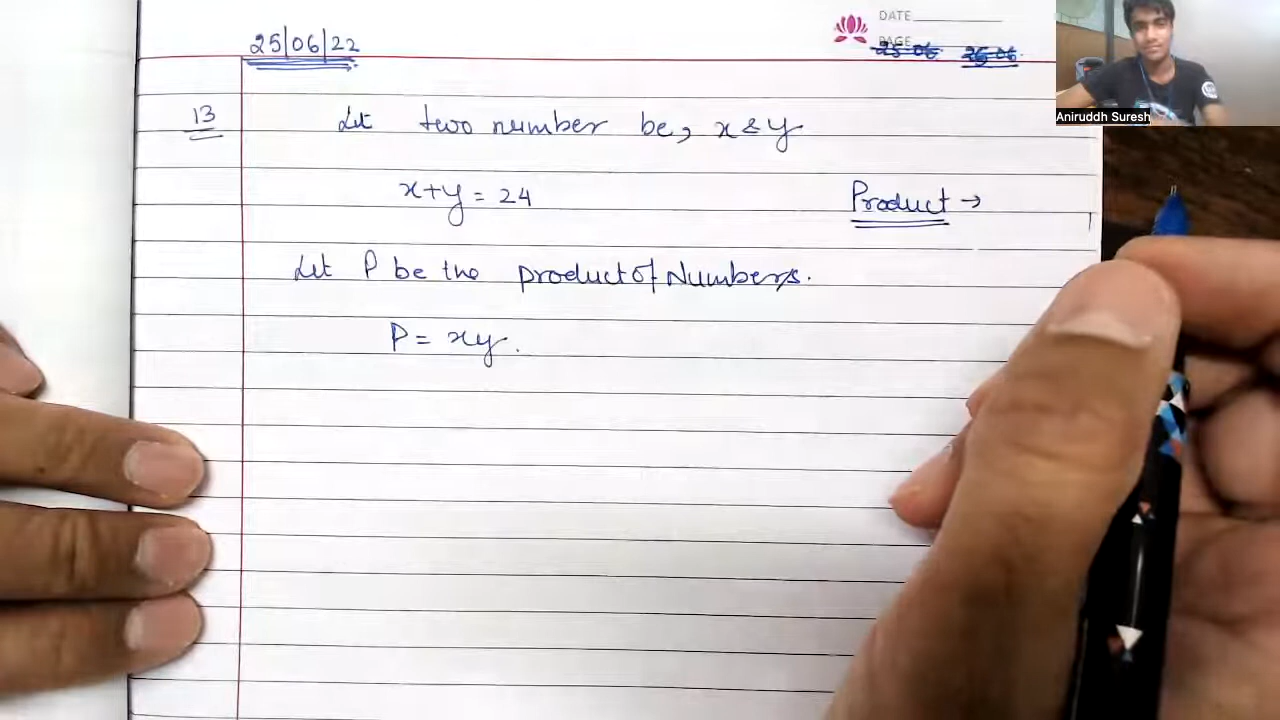 25/06/22
DATE
PAGE
25 06 25 06
Aniruddh Suresh
13 Let two number be, x & y
x+y = 24
Product →
Let P be the product of Numbers.
P = xy.